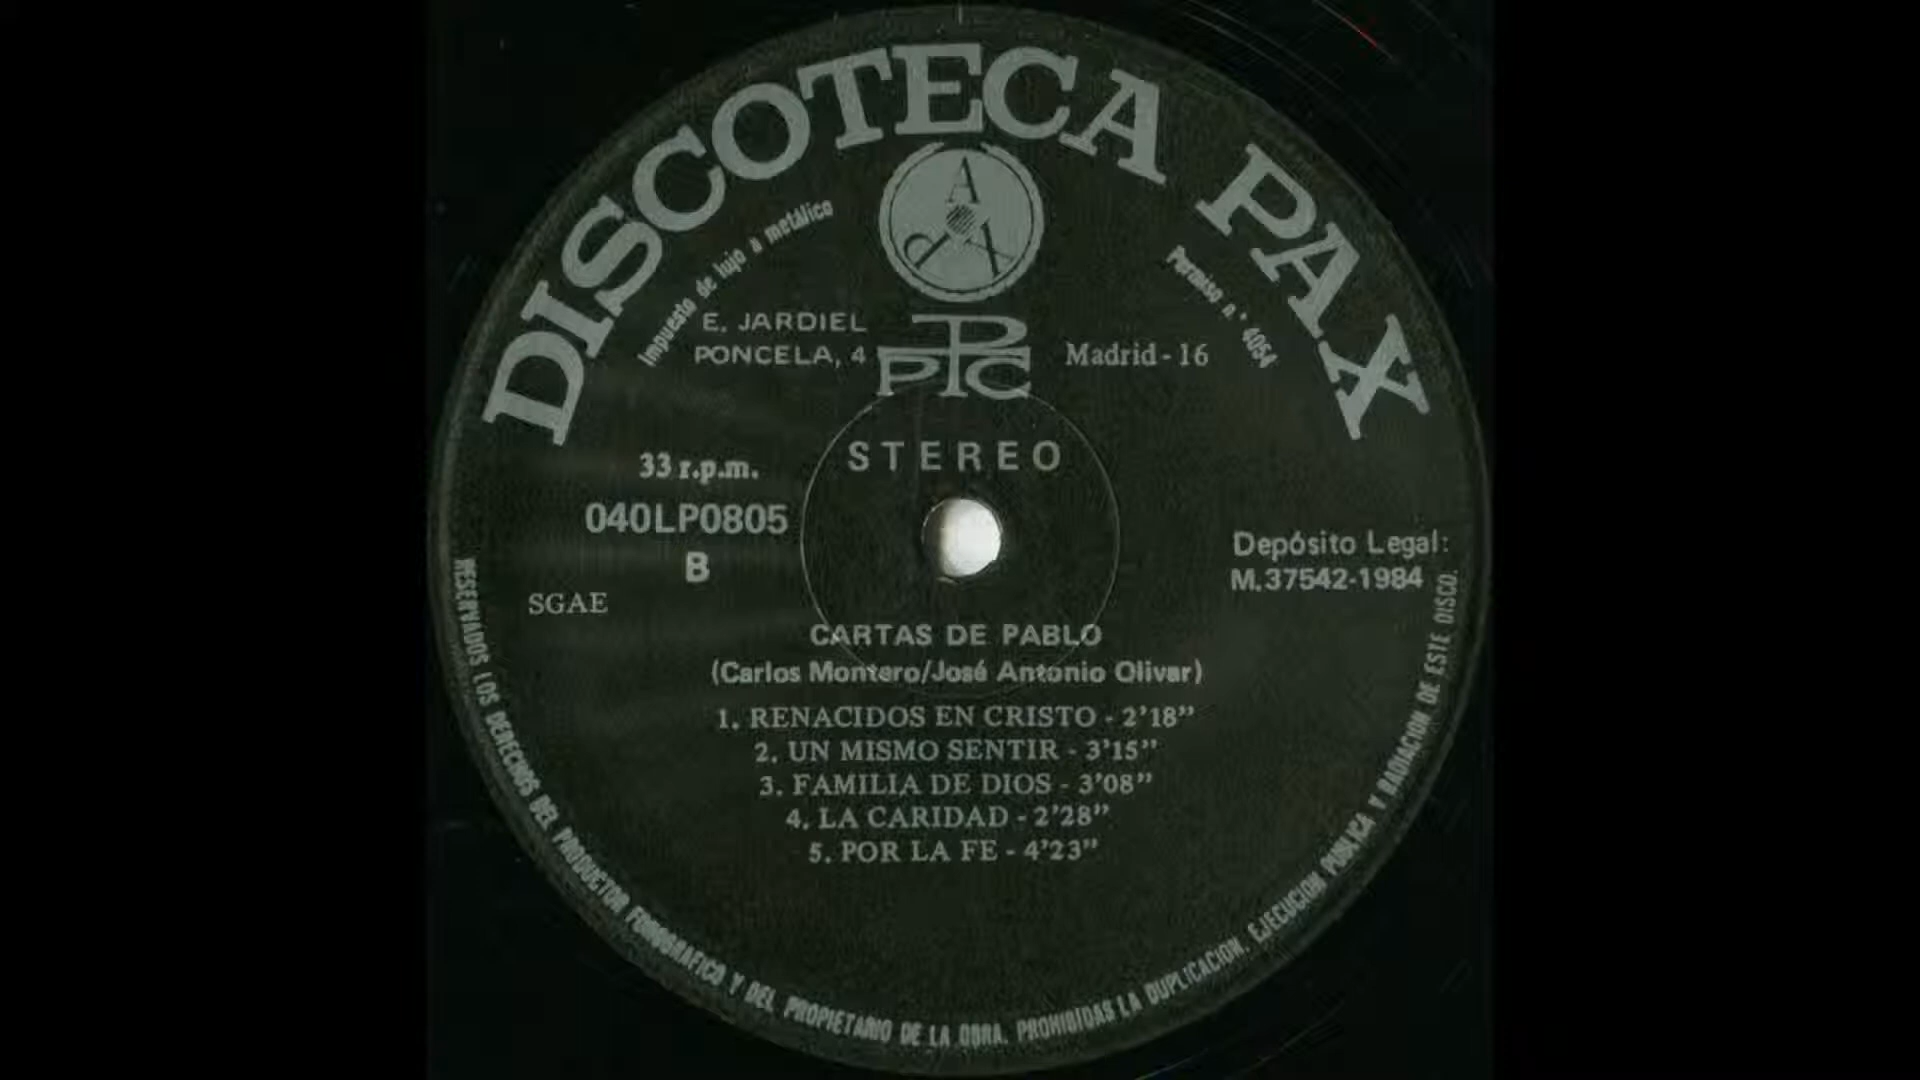 DISCOTECA PAX
Impuesto de lujo a metálico
Permiso n° 4054
A
P
X
E. JARDIEL
PONCELA, 4
PPC
Madrid - 16
STEREO
33 r.p.m.
040LP0805
B
SGAE
Depósito Legal:
M.37542-1984
CARTAS DE PABLO
(Carlos Montero/José Antonio Olivar)
1. RENACIDOS EN CRISTO - 2'18”
2. UN MISMO SENTIR - 3'15”
3. FAMILIA DE DIOS - 3'08”
4. LA CARIDAD - 2'28”
5. POR LA FE - 4'23”
RESERVADOS LOS DERECHOS DEL PRODUCTOR FONOGRAFICO Y DEL PROPIETARIO DE LA OBRA. PROHIBIDAS LA DUPLICACION, EJECUCION PUBLICA Y RADIACION DE ESTE DISCO.